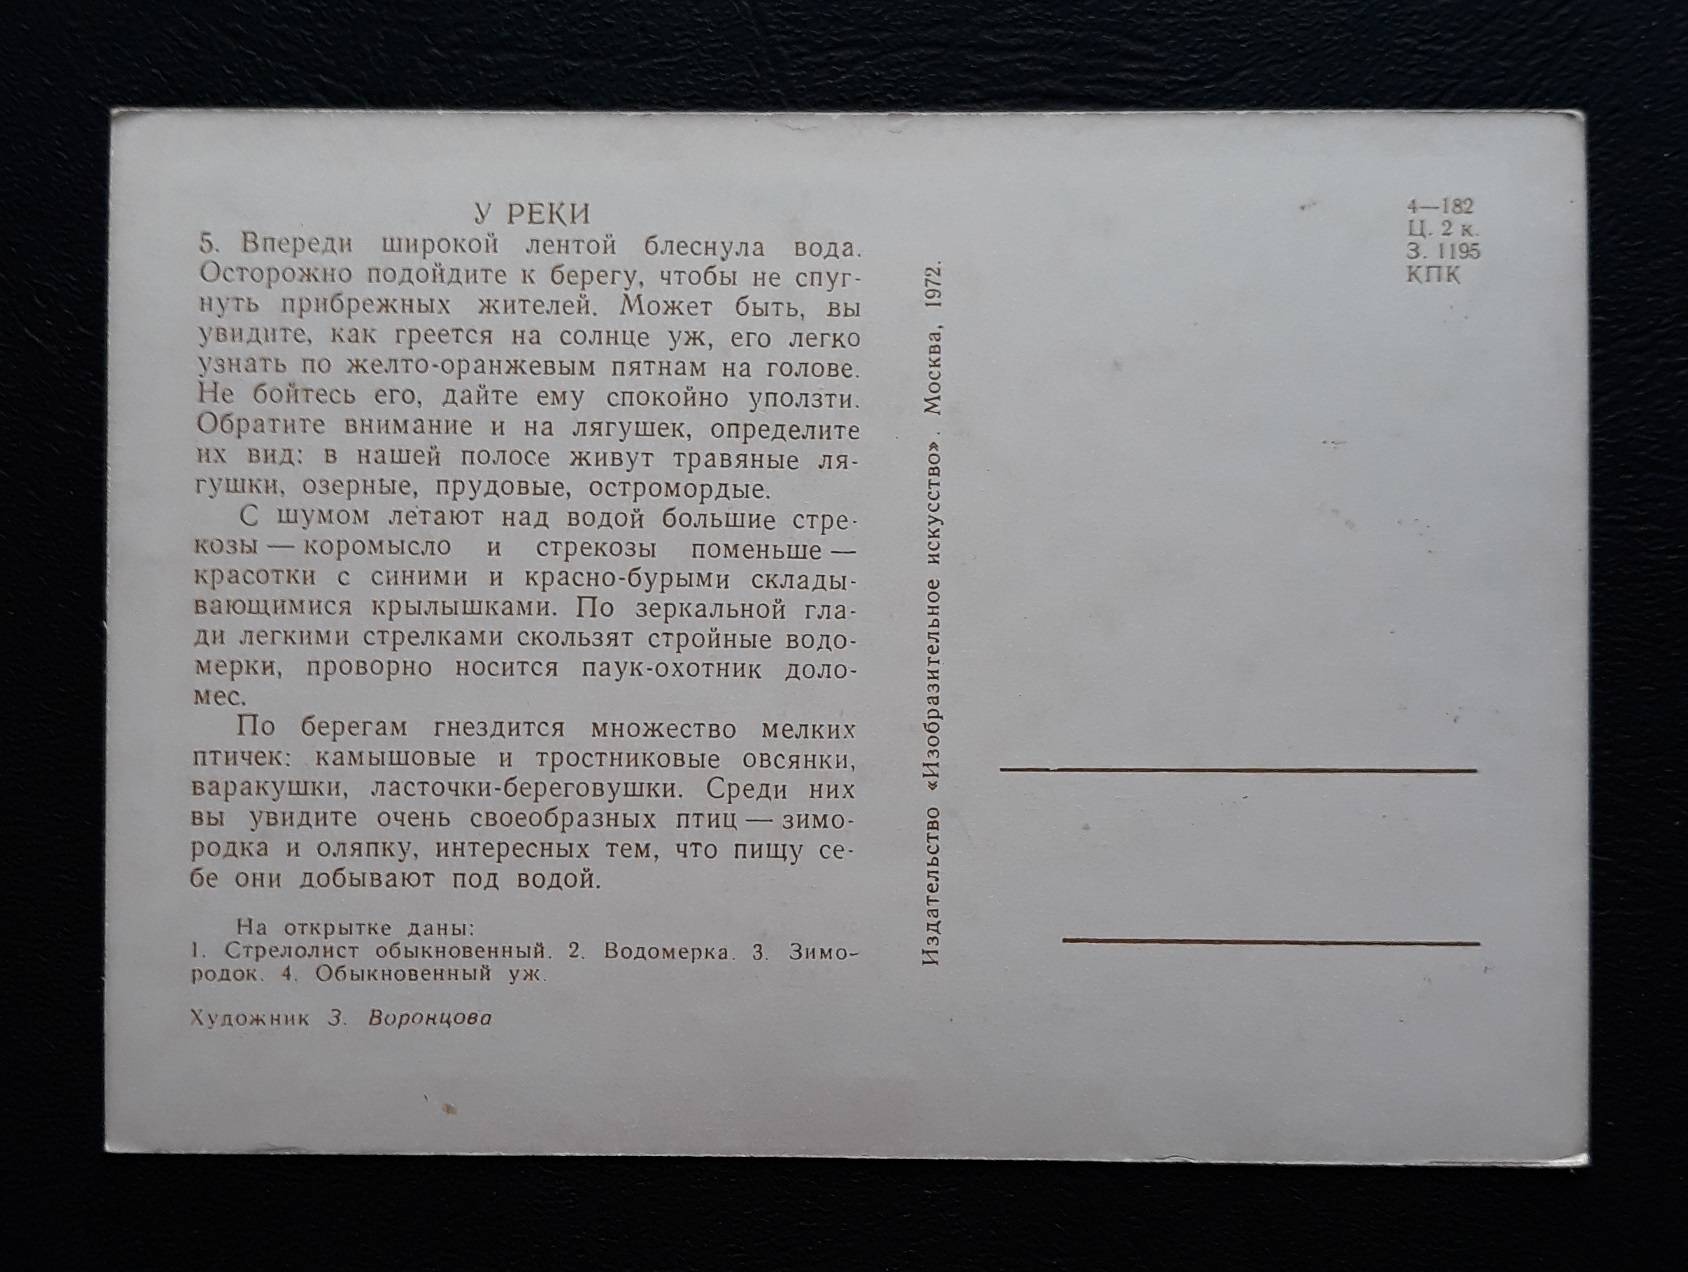 У РЕКИ
5. Впереди широкой лентой блеснула вода.
Осторожно подойдите к берегу, чтобы не спуг-
нуть прибрежных жителей. Может быть, вы
увидите, как греется на солнце уж, его легко
узнать по желто-оранжевым пятнам на голове.
Не бойтесь его, дайте ему спокойно уползти.
Обратите внимание и на лягушек, определите
их вид: в нашей полосе живут травяные ля-
гушки, озерные, прудовые, остромордые.
С шумом летают над водой большие стре-
козы — коромысло и стрекозы поменьше —
красотки с синими и красно-бурыми склады-
вающимися крылышками. По зеркальной гла-
ди легкими стрелками скользят стройные водо-
мерки, проворно носится паук-охотник доло-
мес.
По берегам гнездится множество мелких
птичек: камышовые и тростниковые овсянки,
варакушки, ласточки-береговушки. Среди них
вы увидите очень своеобразных птиц — зимо-
родка и оляпку, интересных тем, что пищу се-
бе они добывают под водой.
На открытке даны:
1. Стрелолист обыкновенный. 2. Водомерка. 3. Зимо-
родок. 4. Обыкновенный уж.
Художник З. Воронцова
Издательство «Изобразительное искусство». Москва, 1972.
4—182
Ц. 2 к.
З. 1195
КПК